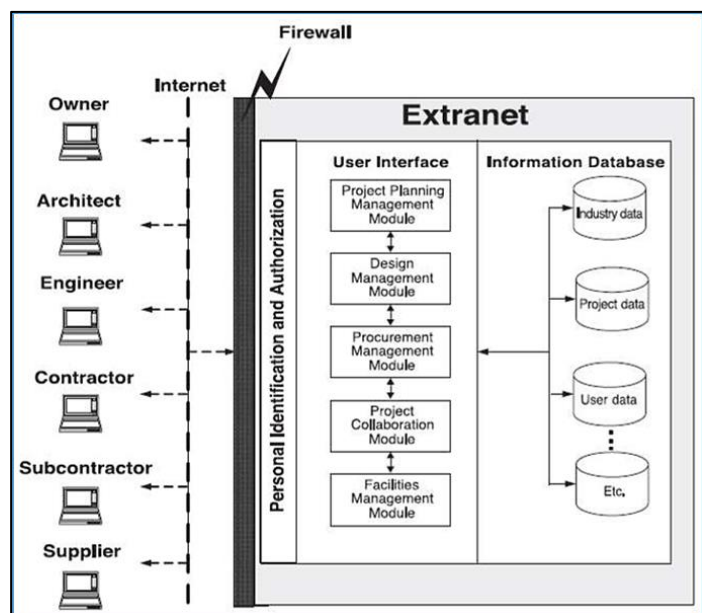 Firewall
Internet
Owner
Architect
Engineer
Contractor
Subcontractor
Supplier
Extranet
Personal Identification and Authorization
User Interface
Project Planning
Management
Module
Design
Management
Module
Procurement
Management
Module
Project
Collaboration
Module
Facilities
Management
Module
Information Database
Industry data
Project data
User data
Etc.